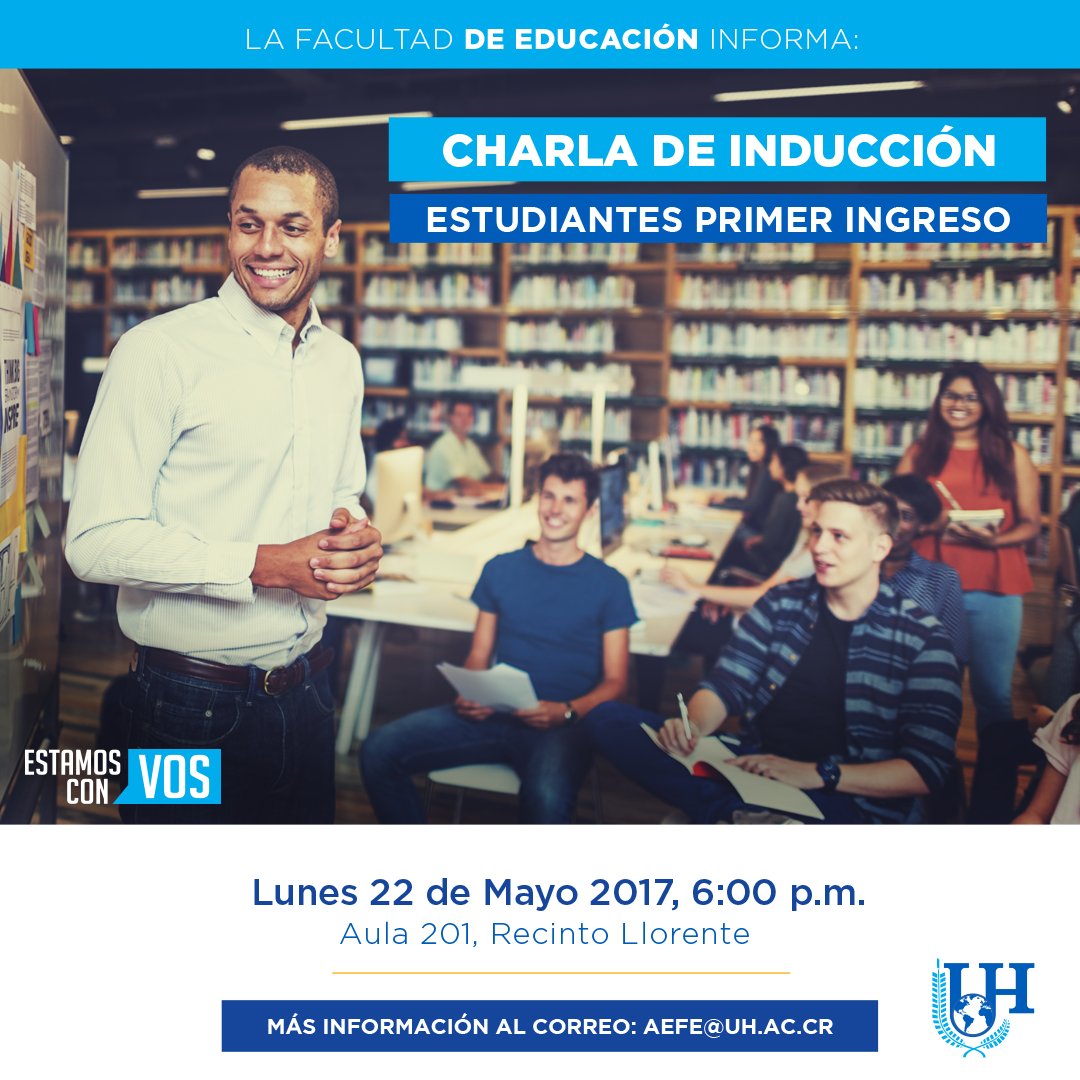 LA FACULTAD DE EDUCACIÓN INFORMA:
CHARLA DE INDUCCIÓN
ESTUDIANTES PRIMER INGRESO
ESTAMOS
CON VOS
Lunes 22 de Mayo 2017, 6:00 p.m.
Aula 201, Recinto Llorente
MÁS INFORMACIÓN AL CORREO: AEFE@UH.AC.CR
UH